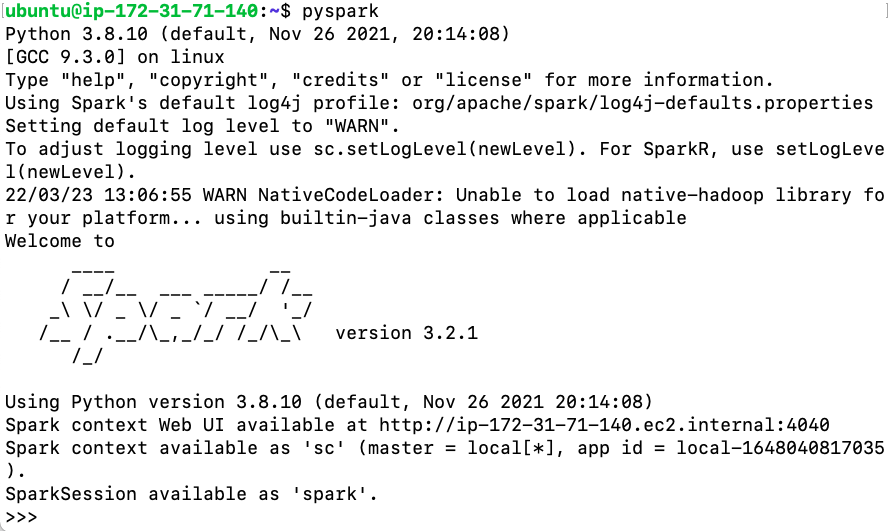 ubuntu@ip-172-31-71-140:~$ pyspark
Python 3.8.10 (default, Nov 26 2021, 20:14:08)
[GCC 9.3.0] on linux
Type "help", "copyright", "credits" or "license" for more information.
Using Spark's default log4j profile: org/apache/spark/log4j-defaults.properties
Setting default log level to "WARN".
To adjust logging level use sc.setLogLevel(newLevel). For SparkR, use setLogLeve
l(newLevel).
22/03/23 13:06:55 WARN NativeCodeLoader: Unable to load native-hadoop library fo
r your platform... using builtin-java classes where applicable
Welcome to
      ____              __
     / __/__  ___ _____/ /__
    _\ \/ _ \/ _ `/ __/  '_/
   /__ / .__/\_,_/_/ /_/\_\   version 3.2.1
      /_/

Using Python version 3.8.10 (default, Nov 26 2021 20:14:08)
Spark context Web UI available at http://ip-172-31-71-140.ec2.internal:4040
Spark context available as 'sc' (master = local[*], app id = local-1648040817035
).
SparkSession available as 'spark'.
>>>